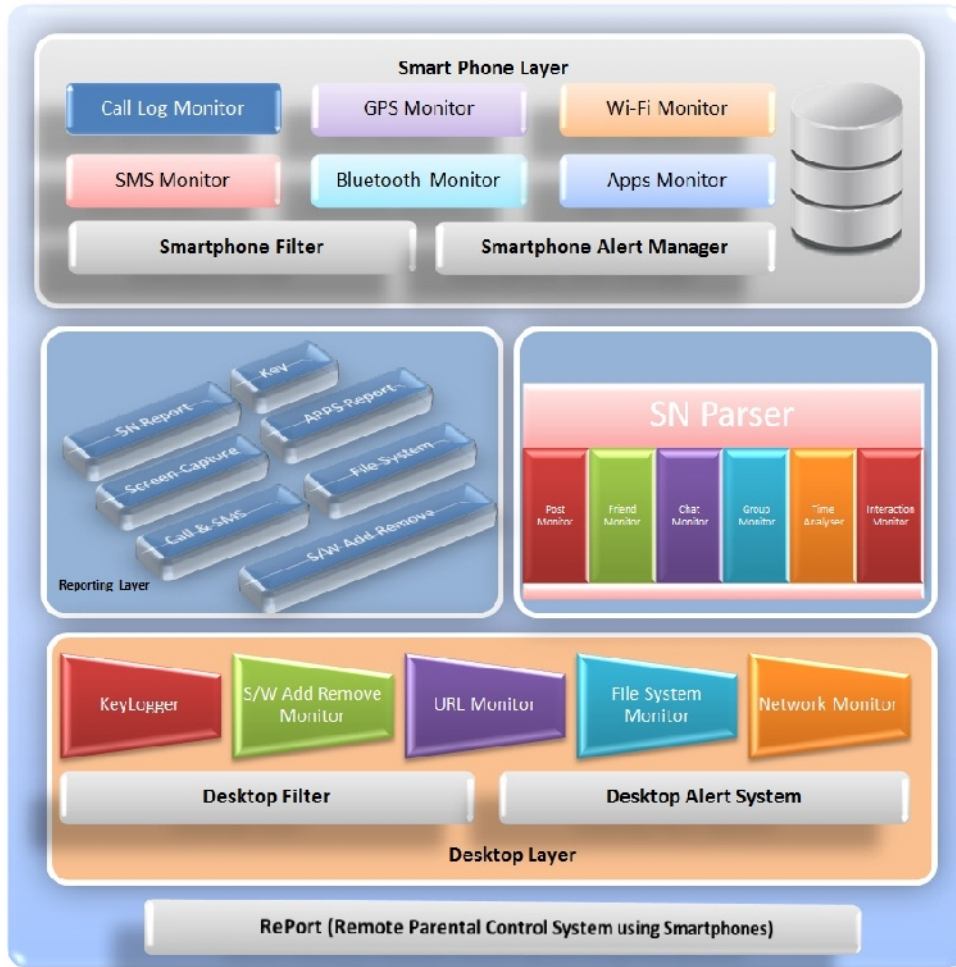 Smart Phone Layer
Call Log Monitor
GPS Monitor
Wi-Fi Monitor
SMS Monitor
Bluetooth Monitor
Apps Monitor
Smartphone Filter
Smartphone Alert Manager
Key
SN Report
APPS Report
Screen Capture
File System
Call & SMS
S/W Add Remove
Reporting Layer
SN Parser
Post
Monitor
Friend
Monitor
Chat
Monitor
Group
Monitor
Time
Analyser
Interaction
Monitor
KeyLogger
S/W Add Remove
Monitor
URL Monitor
File System
Monitor
Network Monitor
Desktop Filter
Desktop Alert System
Desktop Layer
RePort (Remote Parental Control System using Smartphones)